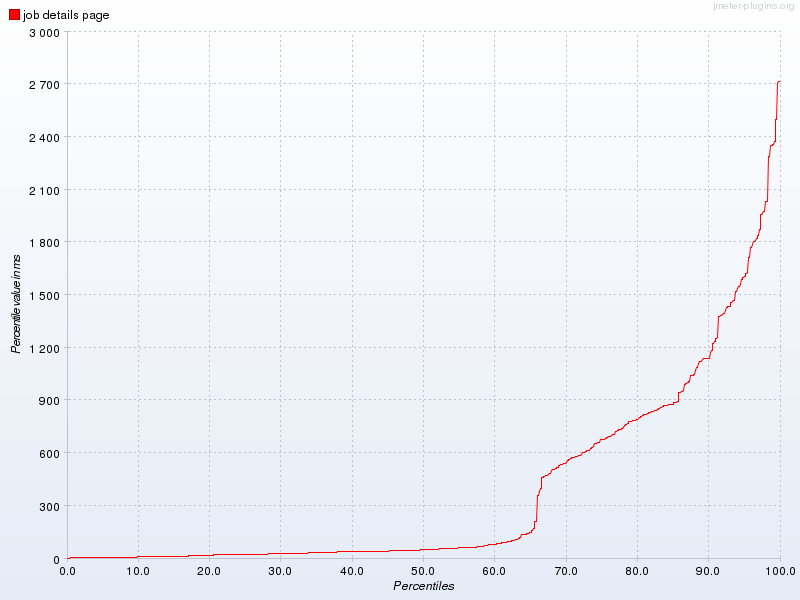 jmeter-plugins.org
job details page
3 000
2 700
2 400
2 100
1 800
1 500
1 200
900
600
300
0
Percentile value in ms
0.0 10.0 20.0 30.0 40.0 50.0 60.0 70.0 80.0 90.0 100.0
Percentiles